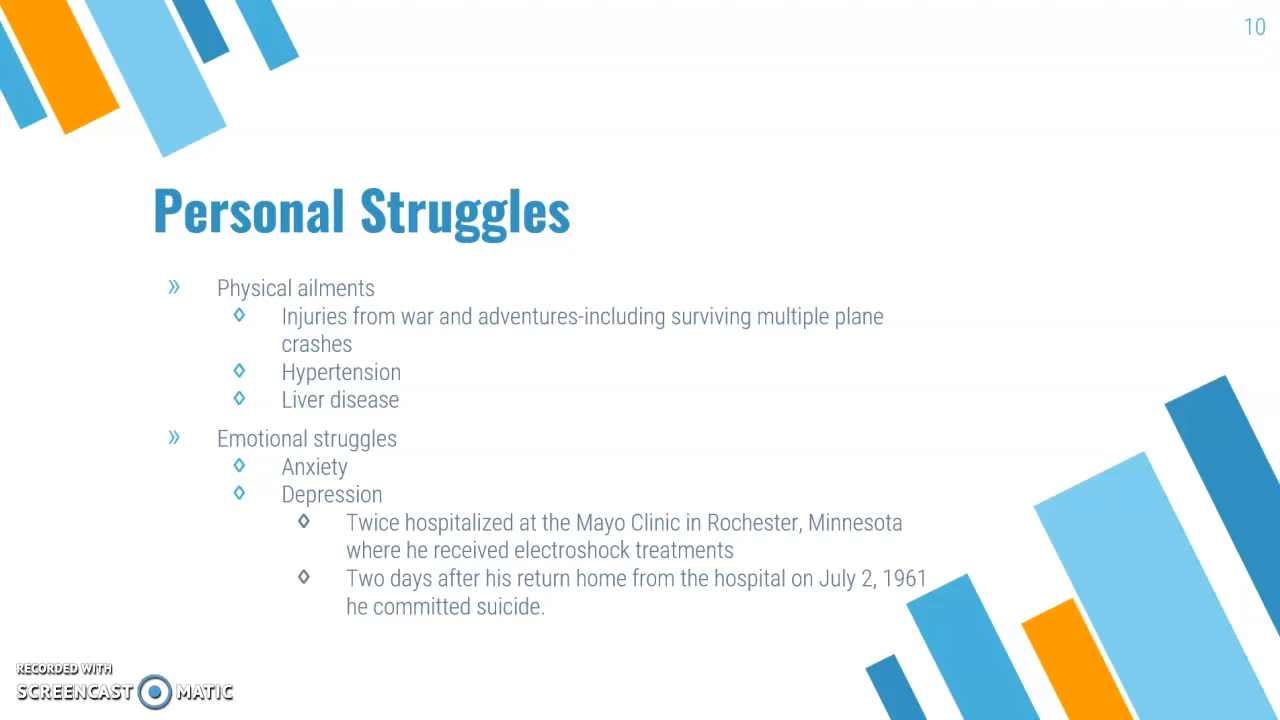 10
Personal Struggles
» Physical ailments
◊ Injuries from war and adventures-including surviving multiple plane
crashes
◊ Hypertension
◊ Liver disease
» Emotional struggles
◊ Anxiety
◊ Depression
◊ Twice hospitalized at the Mayo Clinic in Rochester, Minnesota
where he received electroshock treatments
◊ Two days after his return home from the hospital on July 2, 1961
he committed suicide.
RECORDED WITH
SCREENCAST MATIC